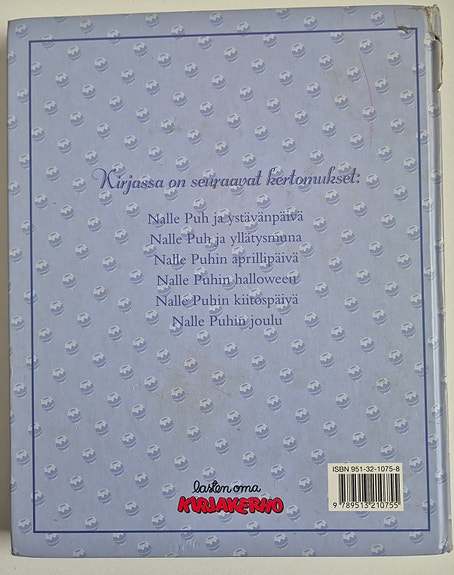 Kirjassa on seuraavat kertomukset:
Nalle Puh ja ystävänpäivä
Nalle Puh ja yllätysmuna
Nalle Puhin aprillipäivä
Nalle Puhin halloween
Nalle Puhin kiitospäivä
Nalle Puhin joulu
ISBN 951-32-1075-8
9 789513 210755
lasten oma
KIRJAKERHO